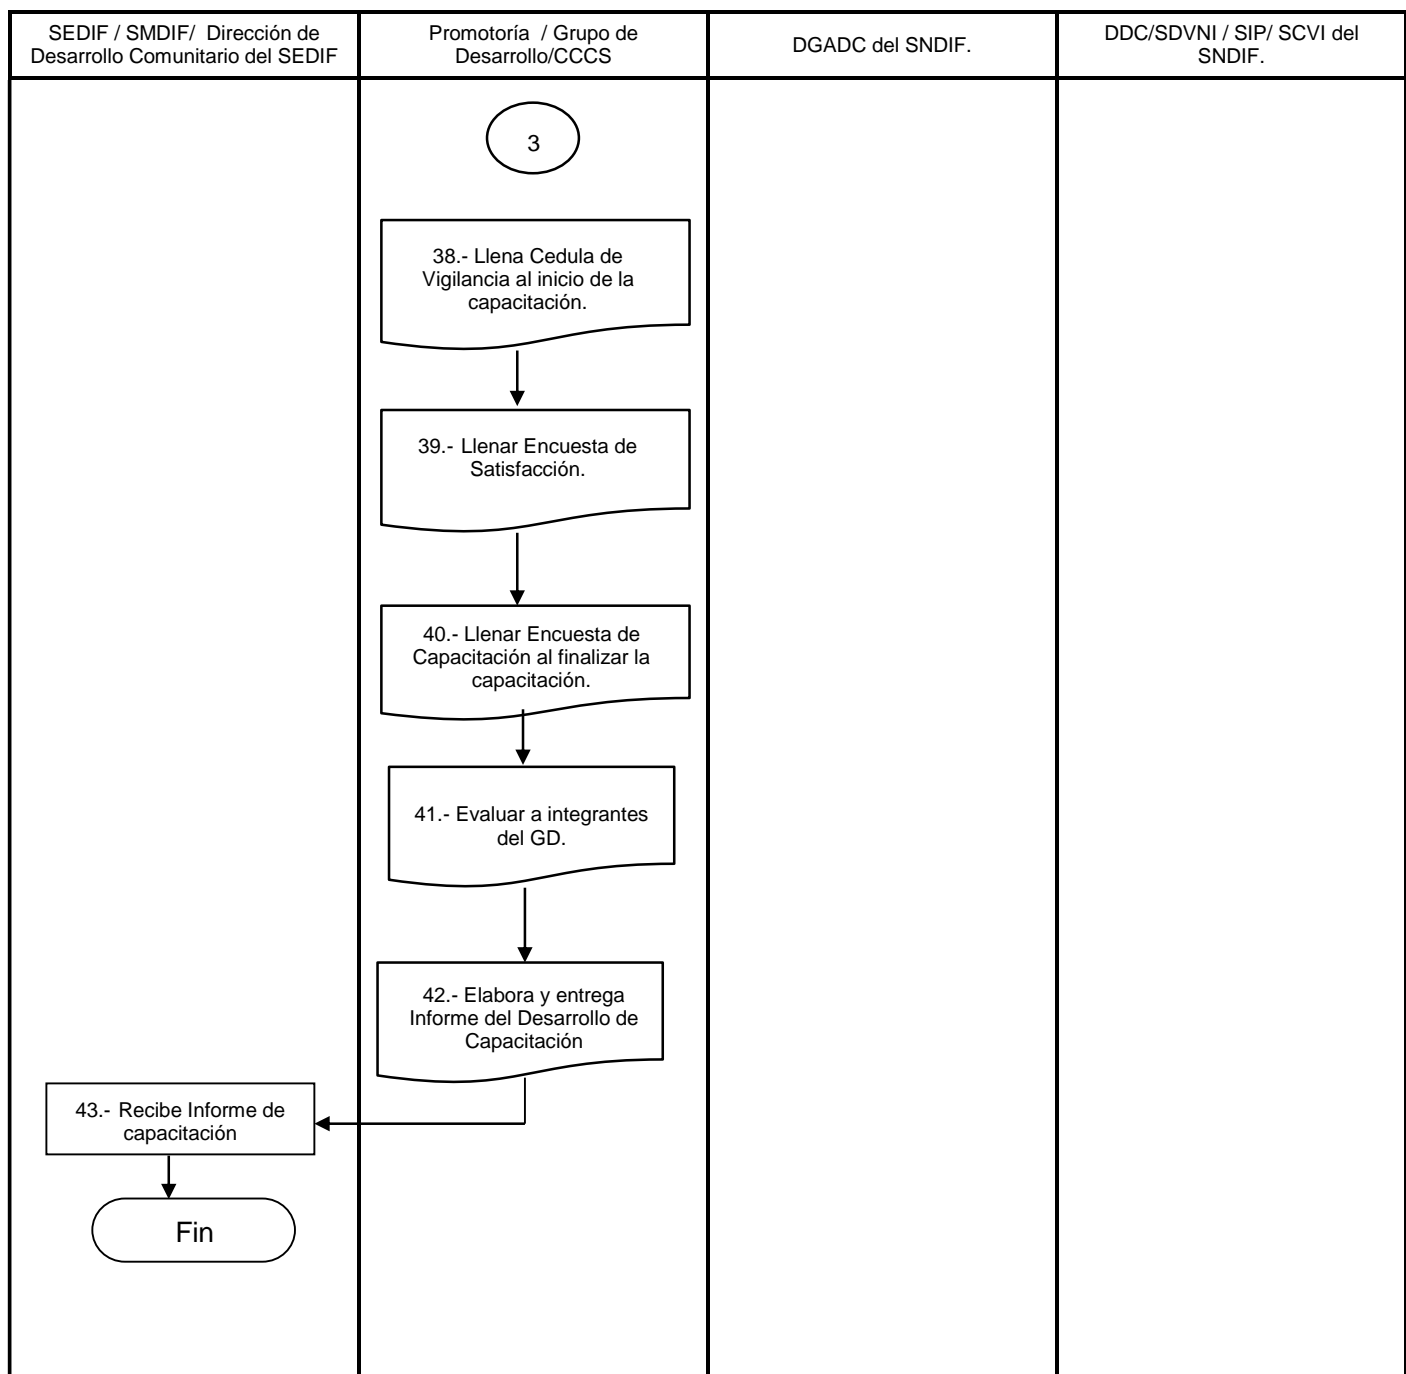 SEDIF / SMDIF/ Dirección de
Desarrollo Comunitario del SEDIF
Promotoría / Grupo de
Desarrollo/CCCS
DGADC del SNDIF.
DDC/SDVNI / SIP/ SCVI del
SNDIF.
3
38.- Llena Cedula de
Vigilancia al inicio de la
capacitación.
39.- Llenar Encuesta de
Satisfacción.
40.- Llenar Encuesta de
Capacitación al finalizar la
capacitación.
41.- Evaluar a integrantes
del GD.
42.- Elabora y entrega
Informe del Desarrollo de
Capacitación
43.- Recibe Informe de
capacitación
Fin